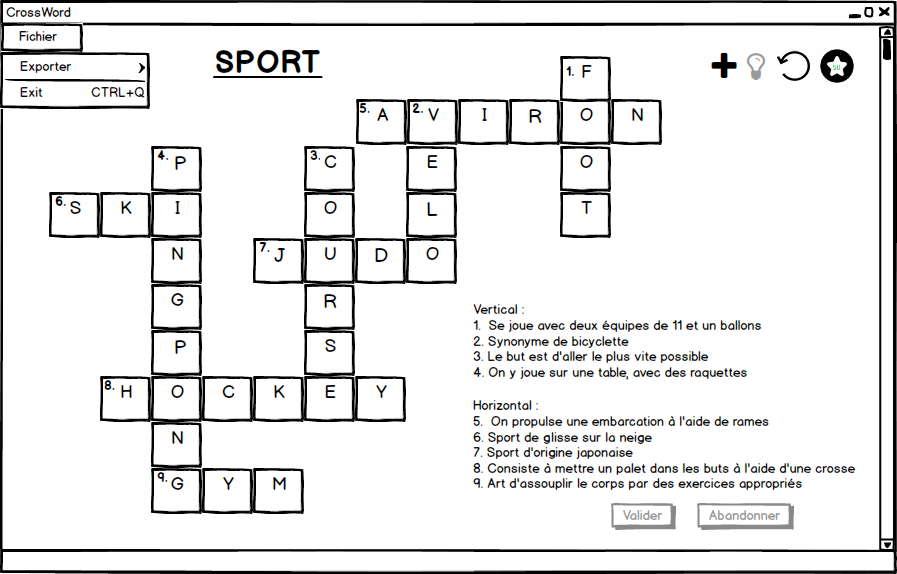 CrossWord
Fichier
Exporter
Exit CTRL+Q
SPORT
50
1. F
5. A 2. V I R O N
4. P 3. C E O
6. S K I O L T
N 7. J U D O
G R
P S
8. H O C K E Y
N
9. G Y M
Vertical :
1. Se joue avec deux équipes de 11 et un ballons
2. Synonyme de bicyclette
3. Le but est d'aller le plus vite possible
4. On y joue sur une table, avec des raquettes
Horizontal :
5. On propulse une embarcation à l'aide de rames
6. Sport de glisse sur la neige
7. Sport d'origine japonaise
8. Consiste à mettre un palet dans les buts à l'aide d'une crosse
9. Art d'assouplir le corps par des exercices appropriés
Valider Abandonner